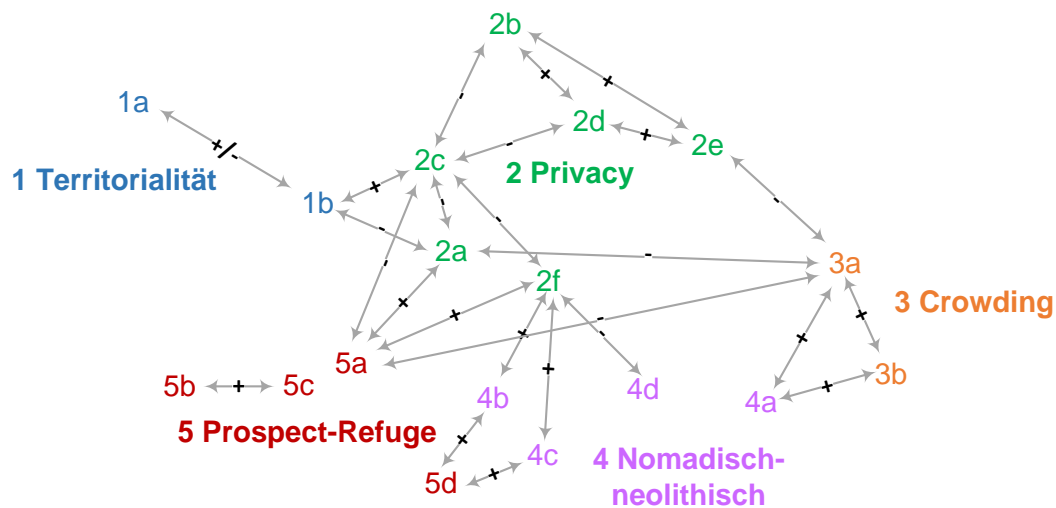 2b
+
+
-
1a
2d
+
2e
+/-
-
2c
1 Territorialität
2 Privacy
+
-
-
1b
-
-
2a
-
3a
-
2f
3 Crowding
+
+
-
-
+
+
+
+
5a
5b
+
5c
4b
4d
4a
+
3b
5 Prospect-Refuge
+
4c
4 Nomadisch-
neolithisch
5d
+